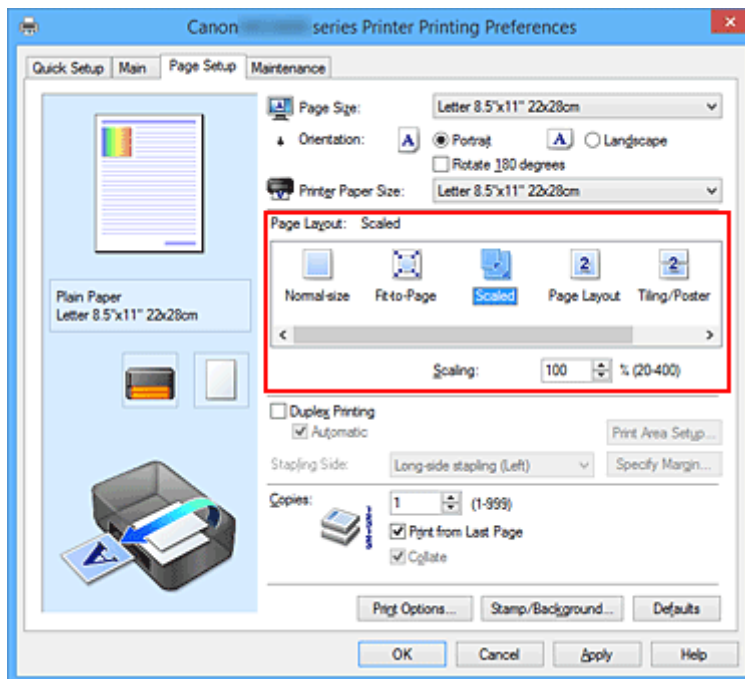 Canon series Printer Printing Preferences
Quick Setup Main Page Setup Maintenance
Page Size: Letter 8.5"x11" 22x28cm
Orientation: A Portrait A Landscape
Rotate 180 degrees
Printer Paper Size: Letter 8.5"x11" 22x28cm
Page Layout: Scaled
Normal-size Fit-to-Page Scaled Page Layout Tiling/Poster
Scaling: 100 % (20-400)
Plain Paper
Letter 8.5"x11" 22x28cm
Duplex Printing
Automatic Print Area Setup...
Stapling Side: Long-side stapling (Left) Specify Margin...
Copies: 1 (1-999)
Print from Last Page
Collate
Print Options... Stamp/Background... Defaults
OK Cancel Apply Help